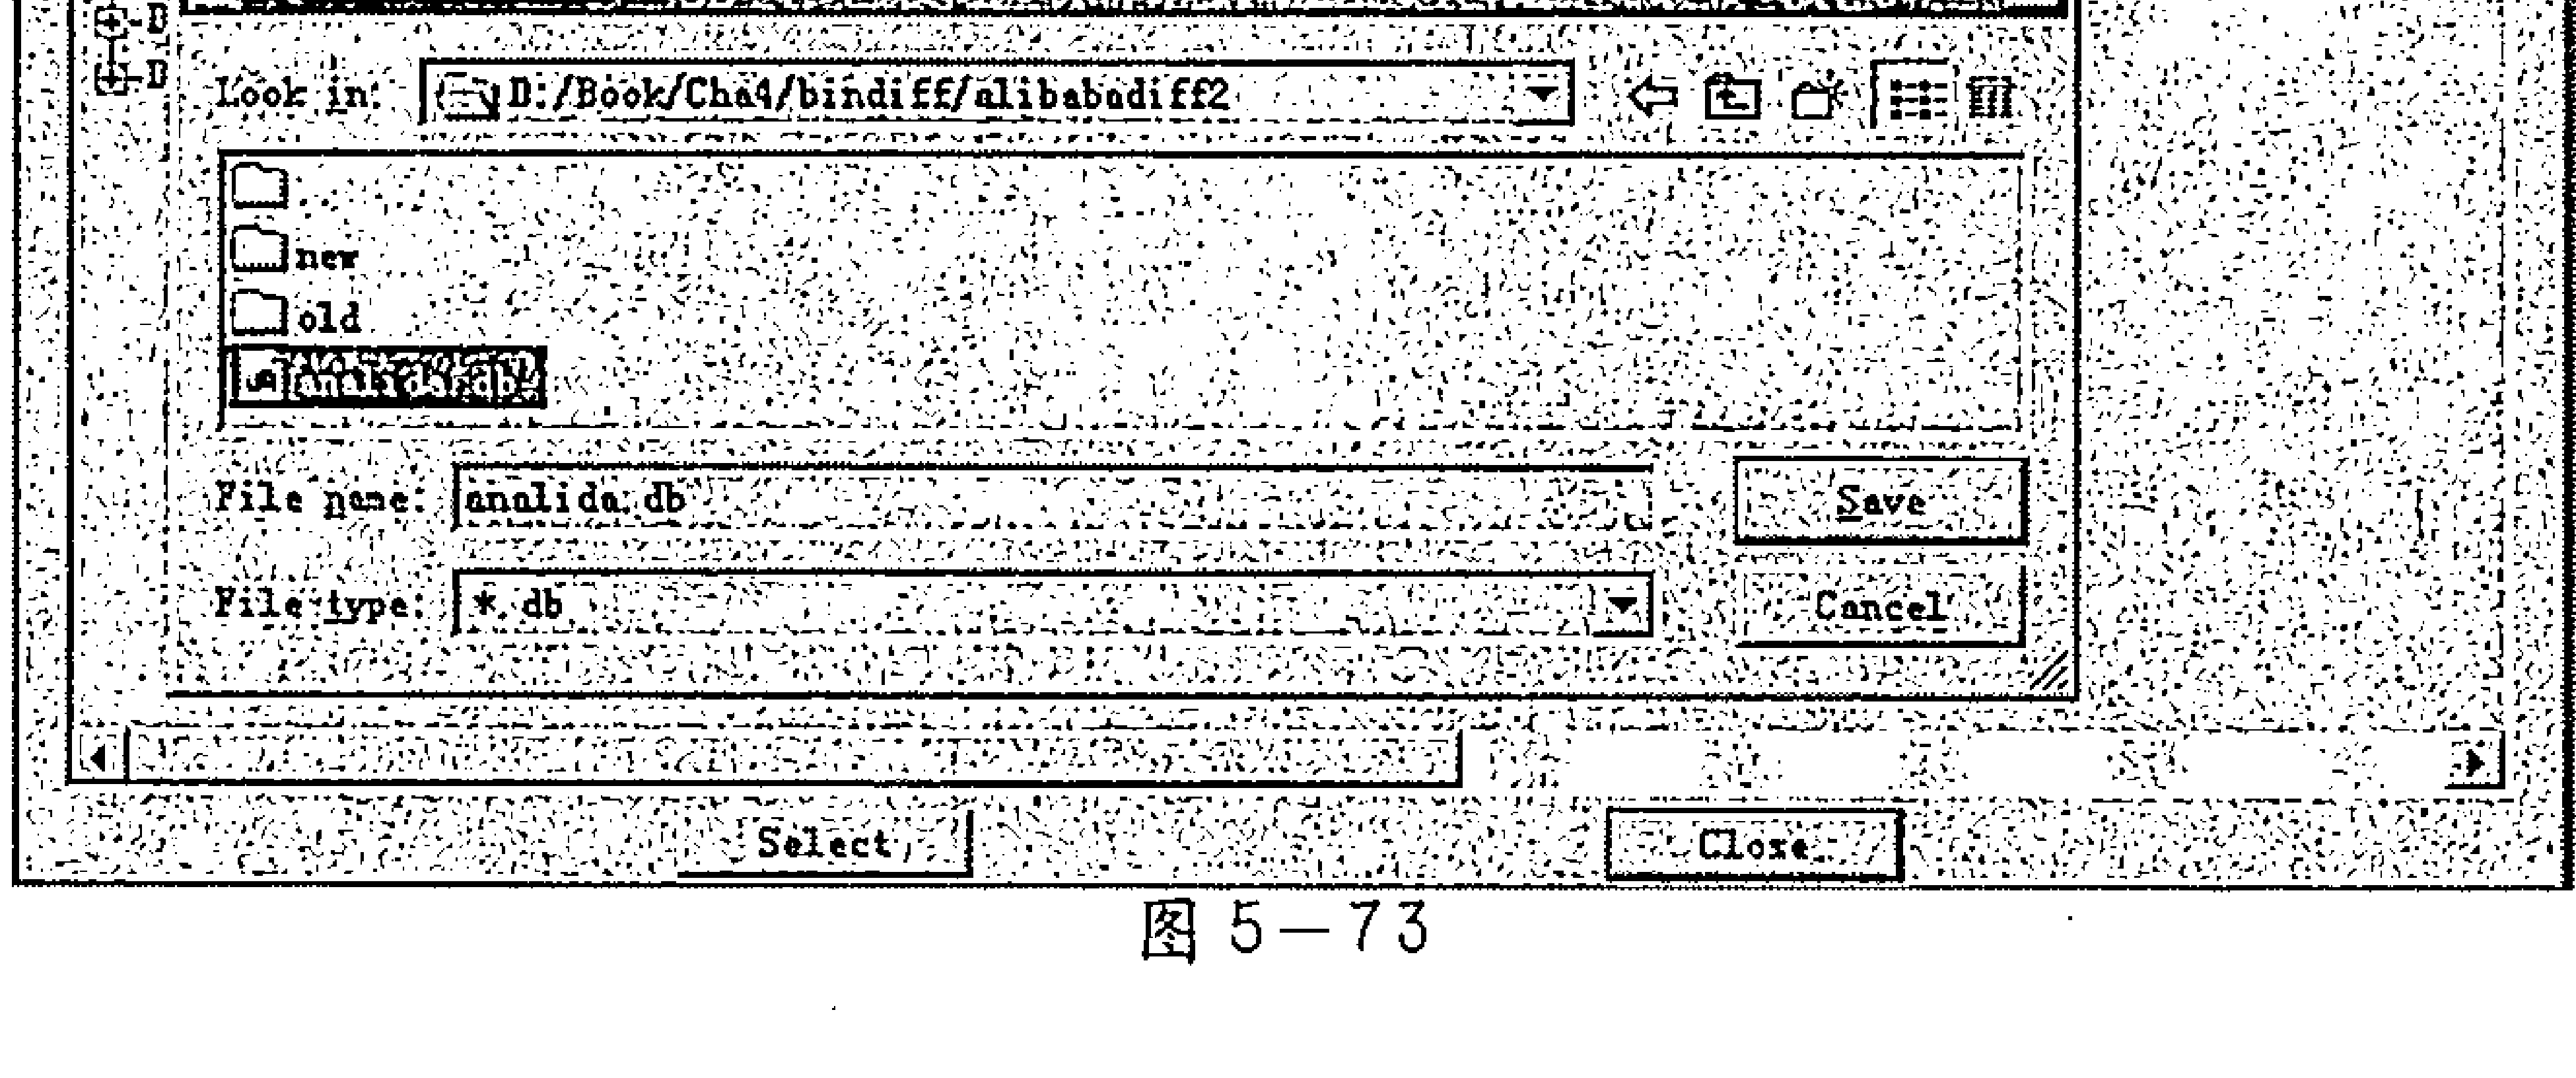 D
D
Look in: D:/Book/Cha4/bindiff/alibabadiff2
new
old
analida.db
File name: analida.db Save
File type: *.db Cancel
Select Close
图 5-73